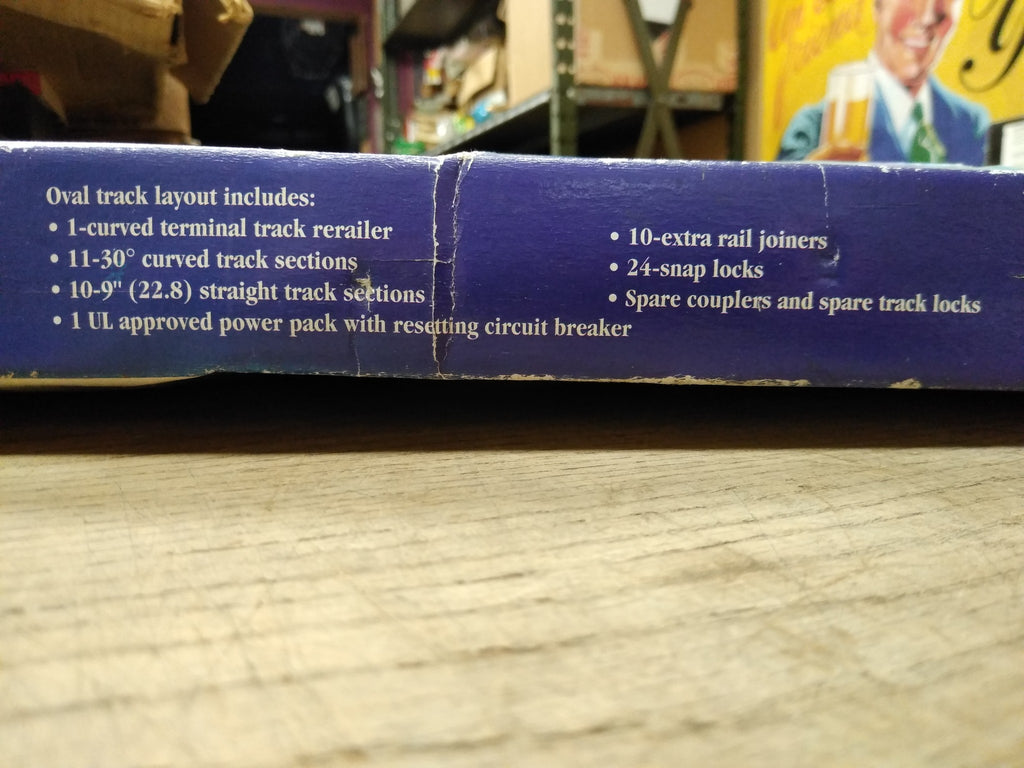 Oval track layout includes:
• 1-curved terminal track rerailer
• 11-30° curved track sections
• 10-9" (22.8) straight track sections
• 1 UL approved power pack with resetting circuit breaker
• 10-extra rail joiners
• 24-snap locks
• Spare couplers and spare track locks